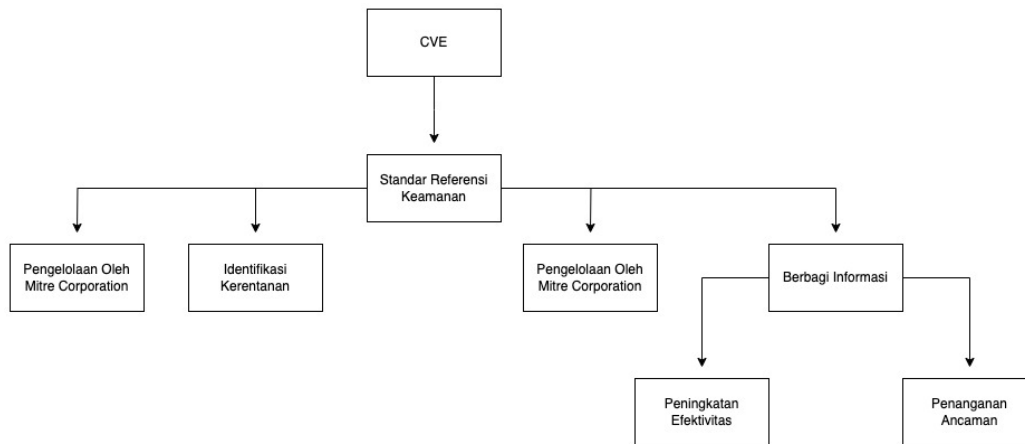 CVE
Standar Referensi
Keamanan
Pengelolaan Oleh
Mitre Corporation
Identifikasi
Kerentanan
Pengelolaan Oleh
Mitre Corporation
Berbagi Informasi
Peningkatan
Efektivitas
Penanganan
Ancaman